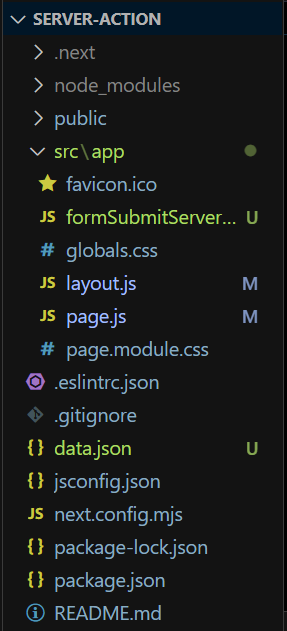 SERVER-ACTION
.next
node_modules
public
src\app
favicon.ico
JS formSubmitServer... U
# globals.css
JS layout.js M
JS page.js M
# page.module.css
.eslintrc.json
.gitignore
{} data.json U
{} jsconfig.json
JS next.config.mjs
{} package-lock.json
{} package.json
README.md